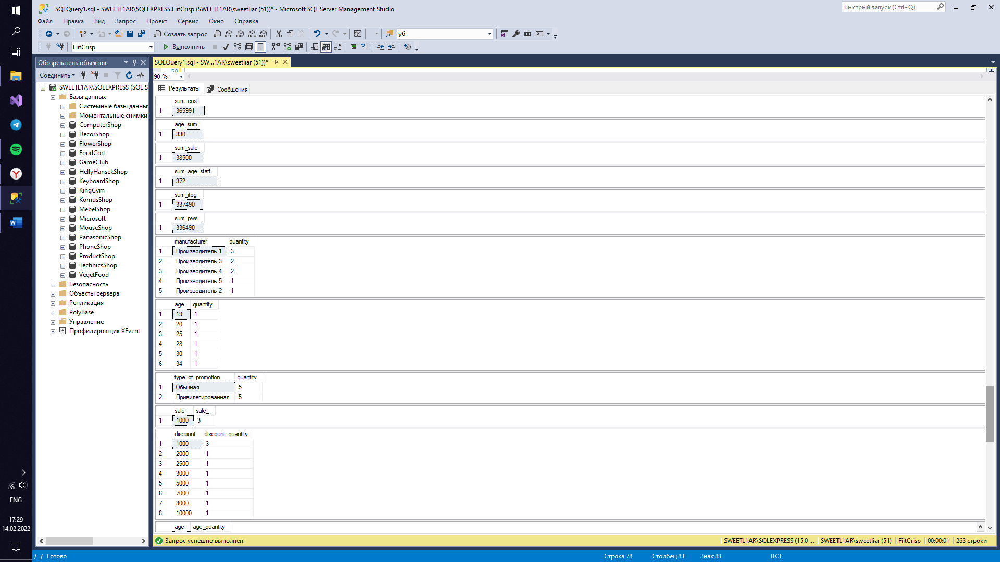 SQLQuery1.sql - SWEETL1AR\SQLEXPRESS.FiitCrisp (SWEETL1AR\sweetliar (51))* - Microsoft SQL Server Management Studio
Быстрый запуск (Ctrl+Q)
Файл Правка Вид Запрос Проект Сервис Окно Справка
Создать запрос
MDX DMX XMLA DAX
уб
FiitCrisp
Выполнить
Обозреватель объектов
SQLQuery1.sql - SW...1AR\sweetliar (51))*
Соединить
58
90 %
Результаты
Сообщения
SWEETL1AR\SQLEXPRESS (SQL S
Базы данных
Системные базы данны
Моментальные снимки
ComputerShop
DecorShop
FlowerShop
FoodCort
GameClub
HellyHansekShop
KeyboardShop
KingGym
KomusShop
MebelShop
Microsoft
MouseShop
PanasonicShop
PhoneShop
ProductShop
TechnicsShop
VegetFood
Безопасность
Объекты сервера
Репликация
PolyBase
Управление
Профилировщик XEvent
sum_cost
1 365991
age_sum
1 330
sum_sale
1 38500
sum_age_staff
1 372
sum_itog
1 337490
sum_pws
1 336490
manufacturer quantity
1 Производитель 1 3
2 Производитель 3 2
3 Производитель 4 2
4 Производитель 5 1
5 Производитель 2 1
age quantity
1 19 1
2 20 1
3 25 1
4 28 1
5 30 1
6 34 1
type_of_promotion quantity
1 Обычная 5
2 Привилегированная 5
sale sale_
1 1000 3
discount discount_quantity
1 1000 3
2 2000 1
3 2500 1
4 3000 1
5 5000 1
6 7000 1
7 8000 1
8 10000 1
age age_quantity
Запрос успешно выполнен.
SWEETL1AR\SQLEXPRESS (15.0 ... SWEETL1AR\sweetliar (51) FiitCrisp 00:00:01 263 строки
Готово
Строка 78 Столбец 83 Знак 83 ВСТ
ENG
17:29
14.02.2022